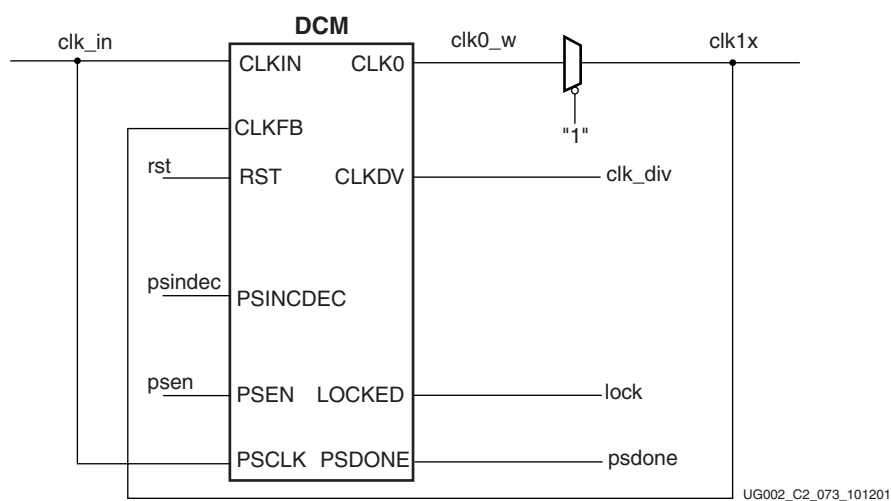 DCM
clk_in
clk0_w
clk1x
CLKIN CLK0
CLKFB
"1"
rst
RST CLKDV
clk_div
psindec
PSINCDEC
psen
PSEN LOCKED
lock
PSCLK PSDONE
psdone
UG002_C2_073_101201